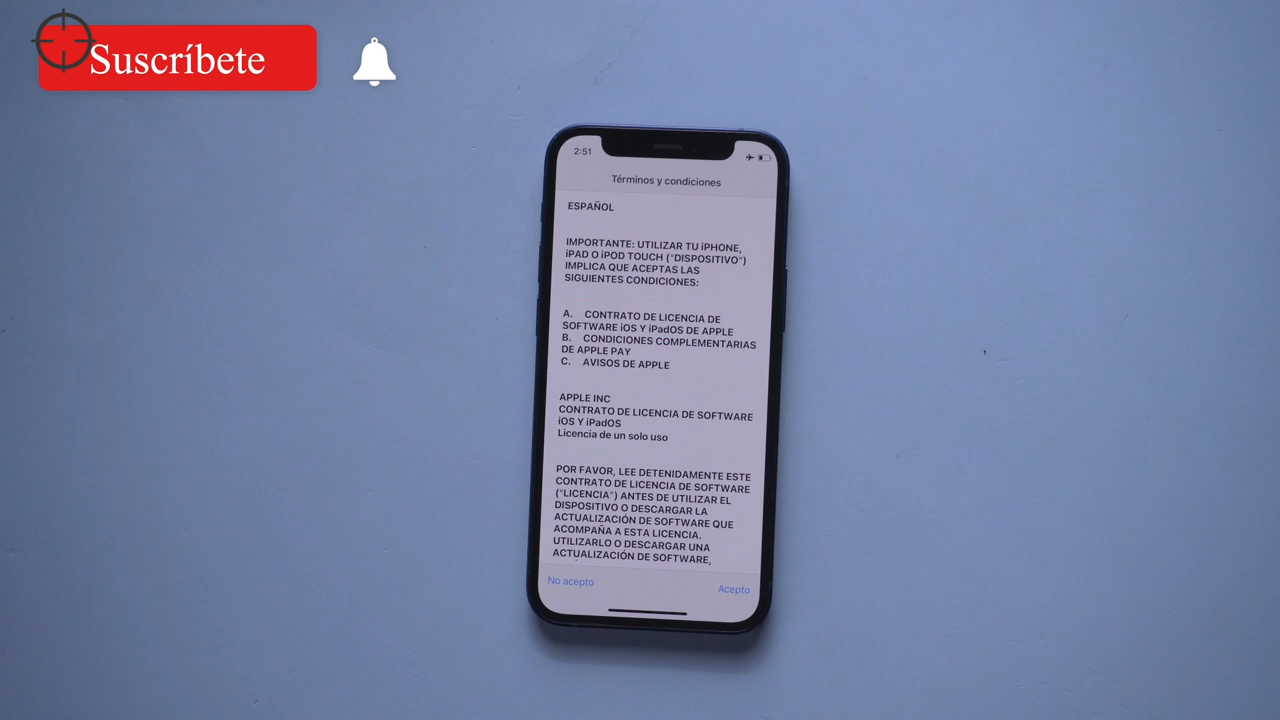 Suscríbete
2:51
Términos y condiciones
ESPAÑOL
IMPORTANTE: UTILIZAR TU iPHONE,
iPAD O iPOD TOUCH ("DISPOSITIVO")
IMPLICA QUE ACEPTAS LAS
SIGUIENTES CONDICIONES:
A. CONTRATO DE LICENCIA DE
SOFTWARE iOS Y iPadOS DE APPLE
B. CONDICIONES COMPLEMENTARIAS
DE APPLE PAY
C. AVISOS DE APPLE
APPLE INC
CONTRATO DE LICENCIA DE SOFTWARE
iOS Y iPadOS
Licencia de un solo uso
POR FAVOR, LEE DETENIDAMENTE ESTE
CONTRATO DE LICENCIA DE SOFTWARE
("LICENCIA") ANTES DE UTILIZAR EL
DISPOSITIVO O DESCARGAR LA
ACTUALIZACIÓN DE SOFTWARE QUE
ACOMPAÑA A ESTA LICENCIA.
UTILIZARLO O DESCARGAR UNA
ACTUALIZACIÓN DE SOFTWARE,
No acepto
Acepto